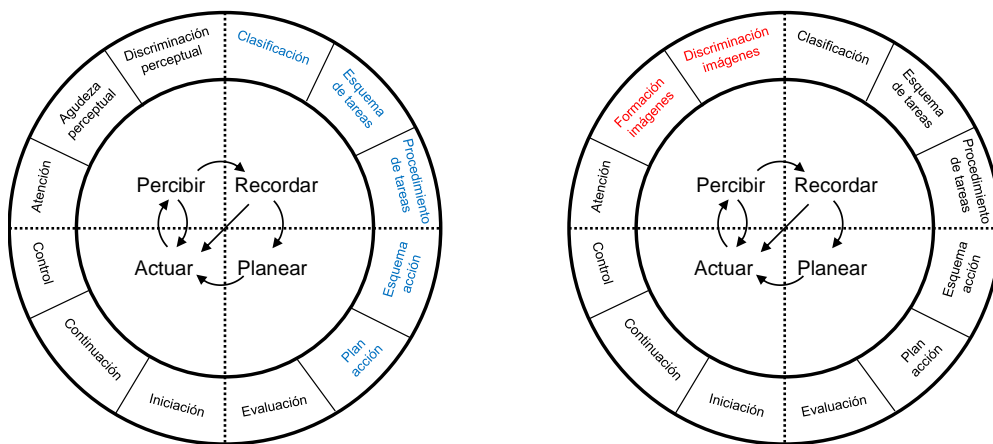 Discriminación
perceptual
Clasificación
Agudeza
perceptual
Esquema
de tareas
Atención
Procedimiento
de tareas
Percibir
Recordar
Actuar
Planear
Control
Esquema
acción
Continuación
Plan
acción
Iniciación
Evaluación
Discriminación
imágenes
Clasificación
Formación
imágenes
Esquema
de tareas
Atención
Procedimiento
de tareas
Percibir
Recordar
Actuar
Planear
Control
Esquema
acción
Continuación
Plan
acción
Iniciación
Evaluación